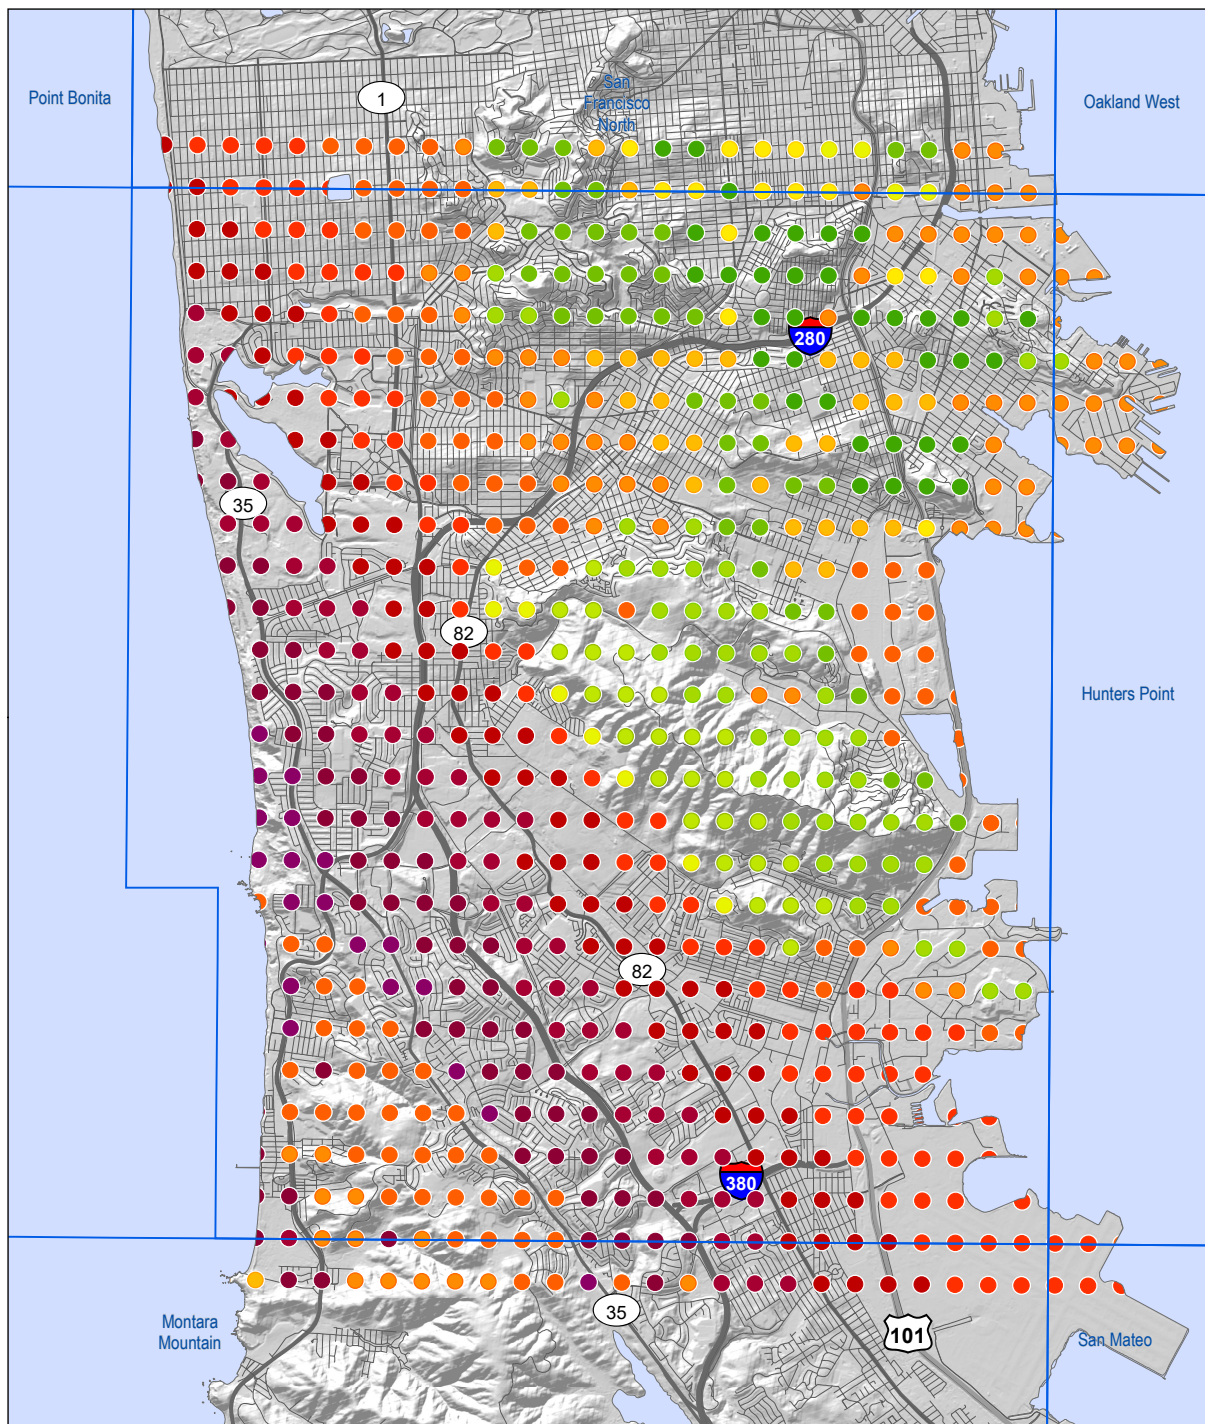 San
Francisco
North
Point Bonita
Oakland West
1
280
35
82
Hunters Point
82
380
35
Montara
Mountain
101
San Mateo